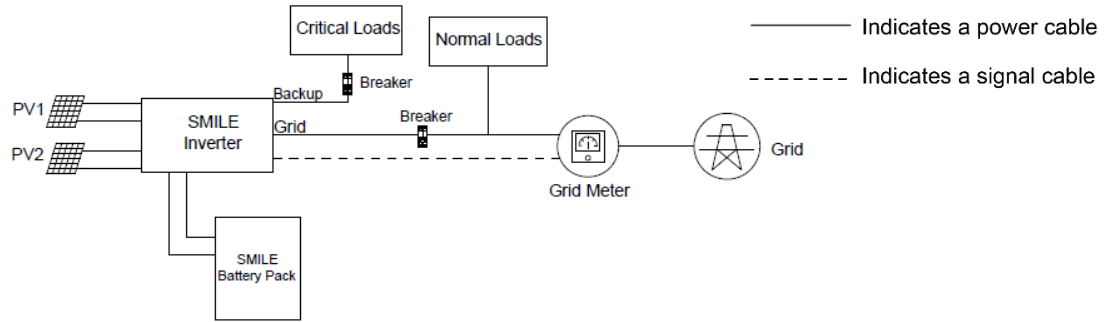 Critical Loads
Normal Loads
Indicates a power cable
Breaker
Indicates a signal cable
Backup
PV1
SMILE
Inverter
Grid
Breaker
PV2
Grid
Grid Meter
SMILE
Battery Pack